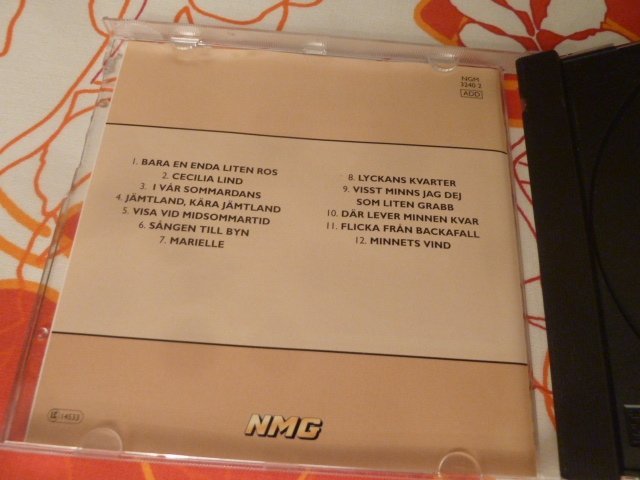 NGM
3240 2
ADD
1. BARA EN ENDA LITEN ROS
2. CECILIA LIND
3. I VÅR SOMMARDANS
4. JÄMTLAND, KÄRA JÄMTLAND
5. VISA VID MIDSOMMARTID
6. SÅNGEN TILL BYN
7. MARIELLE
8. LYCKANS KVARTER
9. VISST MINNS JAG DEJ
SOM LITEN GRABB
10. DÄR LEVER MINNEN KVAR
11. FLICKA FRÅN BACKAFALL
12. MINNETS VIND
LC 14533
NMG